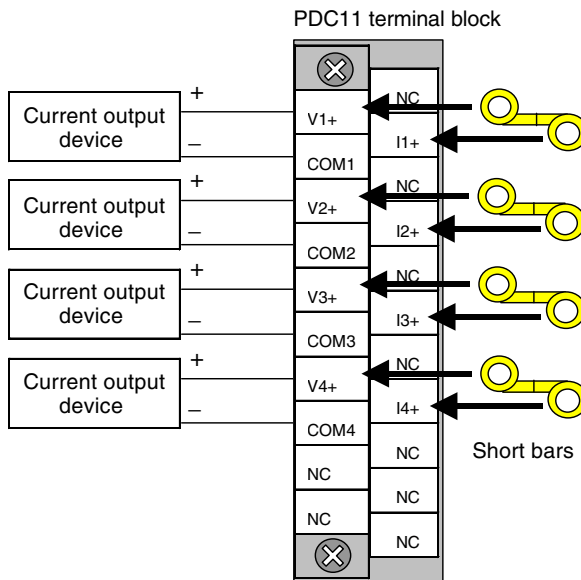 PDC11 terminal block
Current output
device
+
–
Current output
device
+
–
Current output
device
+
–
Current output
device
+
–
V1+
COM1
V2+
COM2
V3+
COM3
V4+
COM4
NC
NC
NC
I1+
NC
I2+
NC
I3+
NC
I4+
NC
NC
NC
Short bars